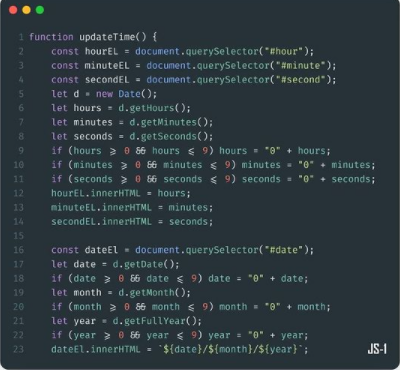 1 function updateTime() {
2 const hourEL = document.querySelector("#hour");
3 const minuteEL = document.querySelector("#minute");
4 const secondEL = document.querySelector("#second");
5 let d = new Date();
6 let hours = d.getHours();
7 let minutes = d.getMinutes();
8 let seconds = d.getSeconds();
9 if (hours ≥ 0 && hours ≤ 9) hours = "0" + hours;
10 if (minutes ≥ 0 && minutes ≤ 9) minutes = "0" + minutes;
11 if (seconds ≥ 0 && seconds ≤ 9) seconds = "0" + seconds;
12 hourEL.innerHTML = hours;
13 minuteEL.innerHTML = minutes;
14 secondEL.innerHTML = seconds;
15
16 const dateEl = document.querySelector("#date");
17 let date = d.getDate();
18 if (date ≥ 0 && date ≤ 9) date = "0" + date;
19 let month = d.getMonth();
20 if (month ≥ 0 && month ≤ 9) month = "0" + month;
21 let year = d.getFullYear();
22 if (year ≥ 0 && year ≤ 9) year = "0" + year;
23 dateEl.innerHTML = `${date}/${month}/${year}`;
JS-1